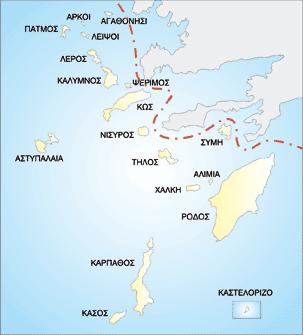 ΑΡΚΟΙ
ΑΓΑΘΟΝΗΣΙ
ΠΑΤΜΟΣ
ΛΕΙΨΟΙ
ΛΕΡΟΣ
ΚΑΛΥΜΝΟΣ
ΨΕΡΙΜΟΣ
ΚΩΣ
ΝΙΣΥΡΟΣ
ΣΥΜΗ
ΑΣΤΥΠΑΛΑΙΑ
ΤΗΛΟΣ
ΑΛΙΜΙΑ
ΧΑΛΚΗ
ΡΟΔΟΣ
ΚΑΡΠΑΘΟΣ
ΚΑΣΤΕΛΟΡΙΖΟ
ΚΑΣΟΣ